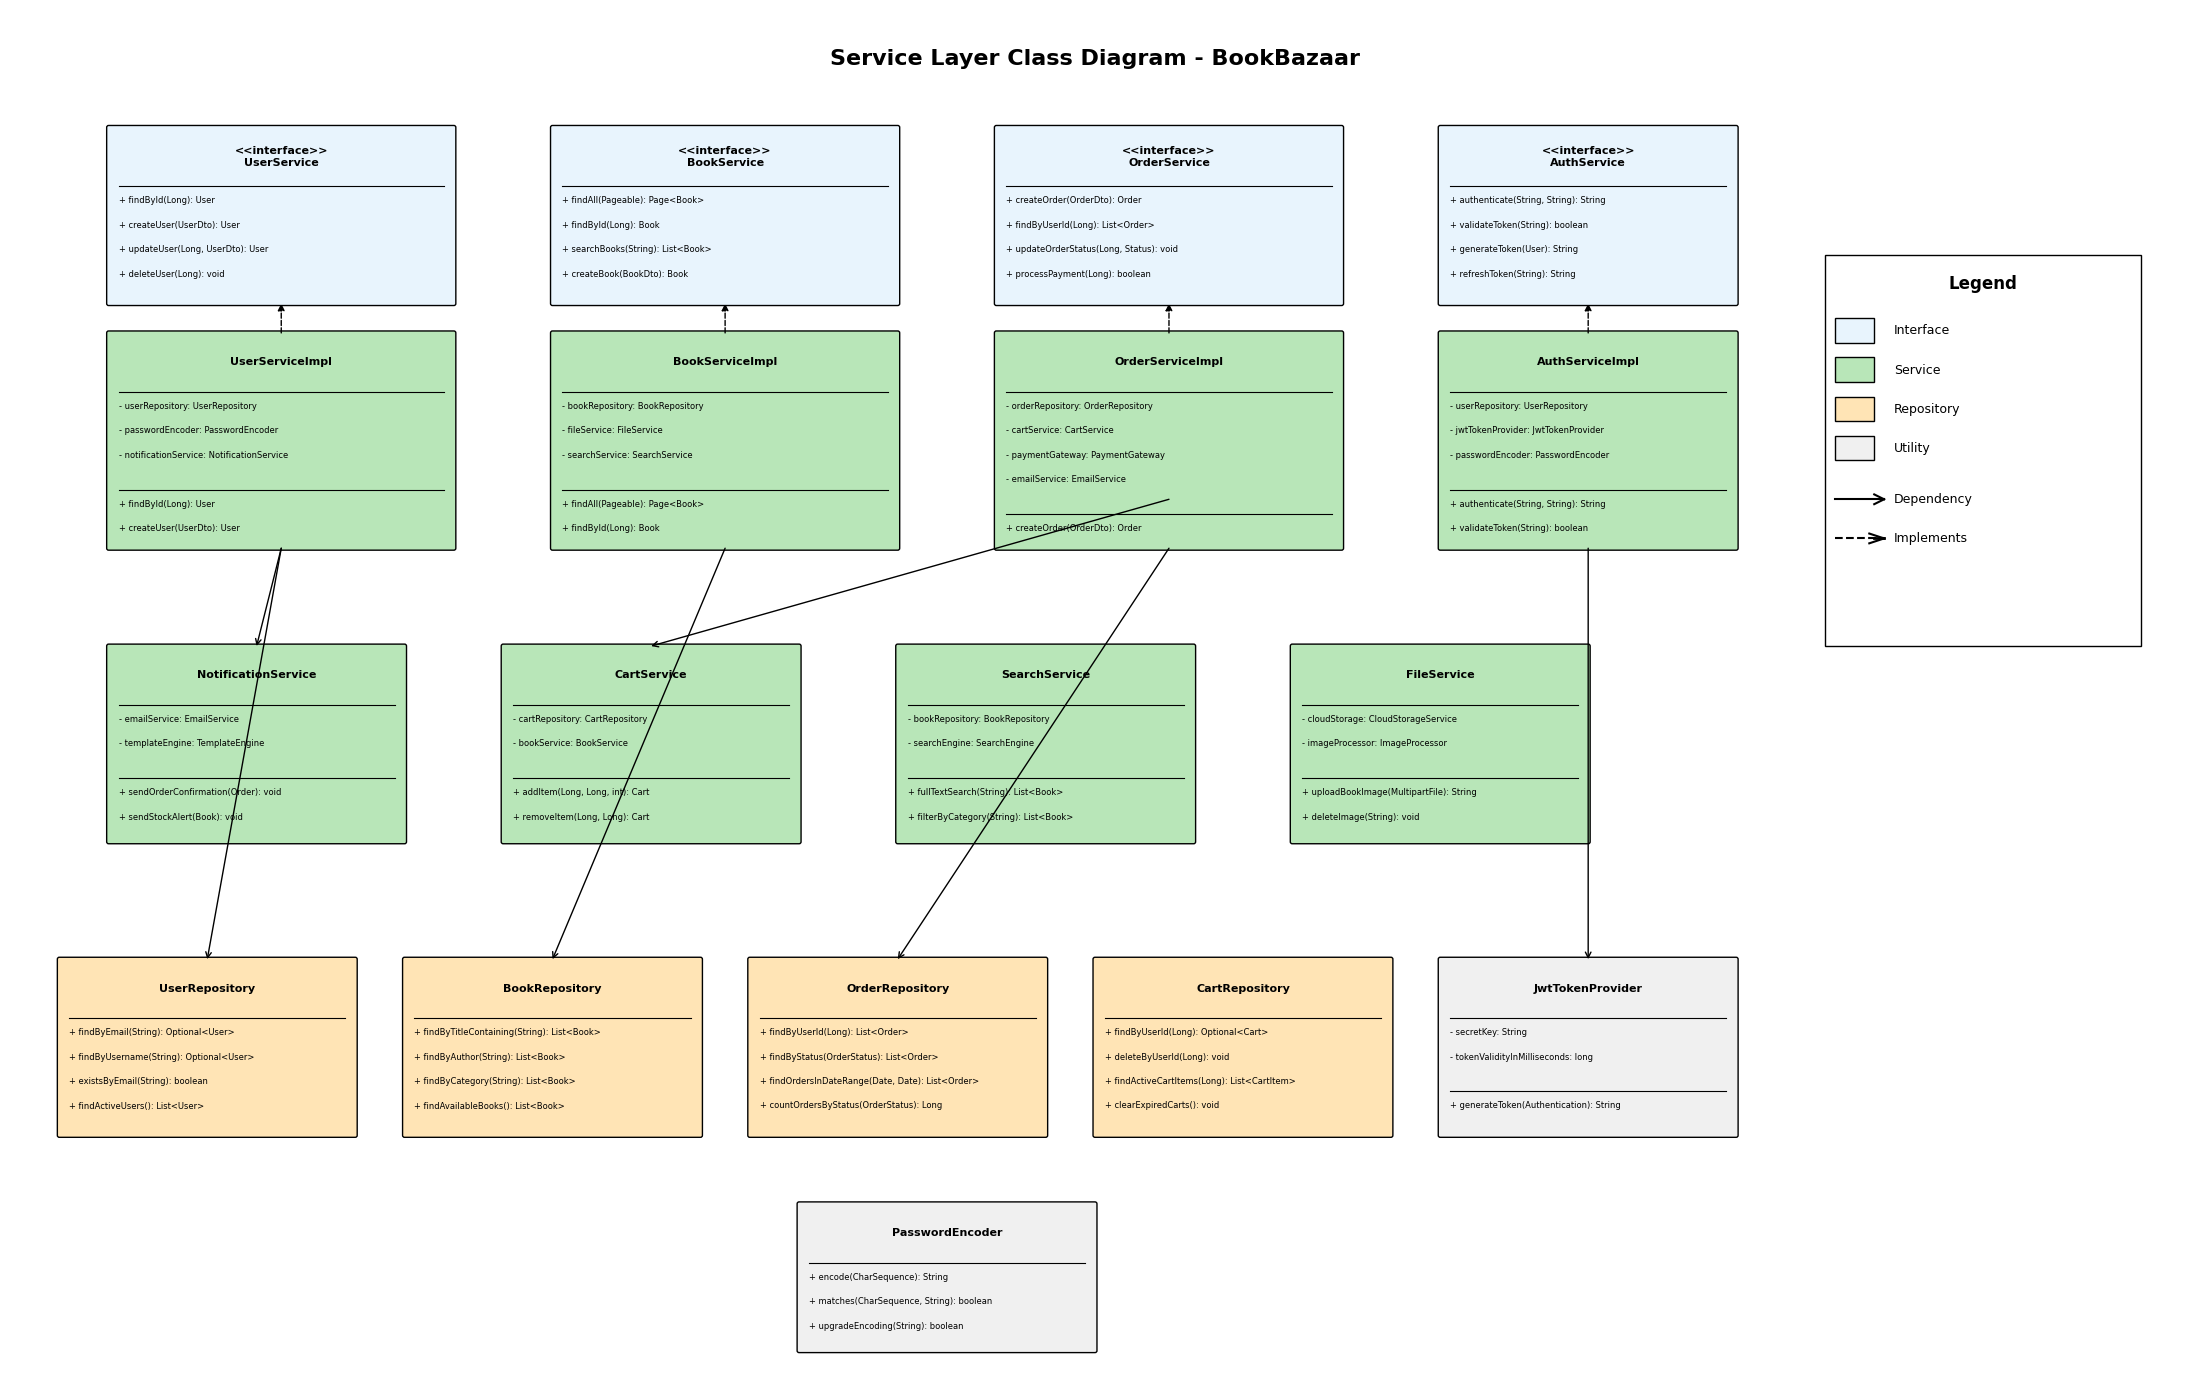 Service Layer Class Diagram - BookBazaar
<<interface>>
UserService
+ findById(Long): User
+ createUser(UserDto): User
+ updateUser(Long, UserDto): User
+ deleteUser(Long): void
<<interface>>
BookService
+ findAll(Pageable): Page<Book>
+ findById(Long): Book
+ searchBooks(String): List<Book>
+ createBook(BookDto): Book
<<interface>>
OrderService
+ createOrder(OrderDto): Order
+ findByUserId(Long): List<Order>
+ updateOrderStatus(Long, Status): void
+ processPayment(Long): boolean
<<interface>>
AuthService
+ authenticate(String, String): String
+ validateToken(String): boolean
+ generateToken(User): String
+ refreshToken(String): String
Legend
Interface
Service
Repository
Utility
Dependency
Implements
UserServiceImpl
- userRepository: UserRepository
- passwordEncoder: PasswordEncoder
- notificationService: NotificationService
+ findById(Long): User
+ createUser(UserDto): User
BookServiceImpl
- bookRepository: BookRepository
- fileService: FileService
- searchService: SearchService
+ findAll(Pageable): Page<Book>
+ findById(Long): Book
OrderServiceImpl
- orderRepository: OrderRepository
- cartService: CartService
- paymentGateway: PaymentGateway
- emailService: EmailService
+ createOrder(OrderDto): Order
AuthServiceImpl
- userRepository: UserRepository
- jwtTokenProvider: JwtTokenProvider
- passwordEncoder: PasswordEncoder
+ authenticate(String, String): String
+ validateToken(String): boolean
NotificationService
- emailService: EmailService
- templateEngine: TemplateEngine
+ sendOrderConfirmation(Order): void
+ sendStockAlert(Book): void
CartService
- cartRepository: CartRepository
- bookService: BookService
+ addItem(Long, Long, int): Cart
+ removeItem(Long, Long): Cart
SearchService
- bookRepository: BookRepository
- searchEngine: SearchEngine
+ fullTextSearch(String): List<Book>
+ filterByCategory(String): List<Book>
FileService
- cloudStorage: CloudStorageService
- imageProcessor: ImageProcessor
+ uploadBookImage(MultipartFile): String
+ deleteImage(String): void
UserRepository
+ findByEmail(String): Optional<User>
+ findByUsername(String): Optional<User>
+ existsByEmail(String): boolean
+ findActiveUsers(): List<User>
BookRepository
+ findByTitleContaining(String): List<Book>
+ findByAuthor(String): List<Book>
+ findByCategory(String): List<Book>
+ findAvailableBooks(): List<Book>
OrderRepository
+ findByUserId(Long): List<Order>
+ findByStatus(OrderStatus): List<Order>
+ findOrdersInDateRange(Date, Date): List<Order>
+ countOrdersByStatus(OrderStatus): Long
CartRepository
+ findByUserId(Long): Optional<Cart>
+ deleteByUserId(Long): void
+ findActiveCartItems(Long): List<CartItem>
+ clearExpiredCarts(): void
JwtTokenProvider
- secretKey: String
- tokenValidityInMilliseconds: long
+ generateToken(Authentication): String
PasswordEncoder
+ encode(CharSequence): String
+ matches(CharSequence, String): boolean
+ upgradeEncoding(String): boolean